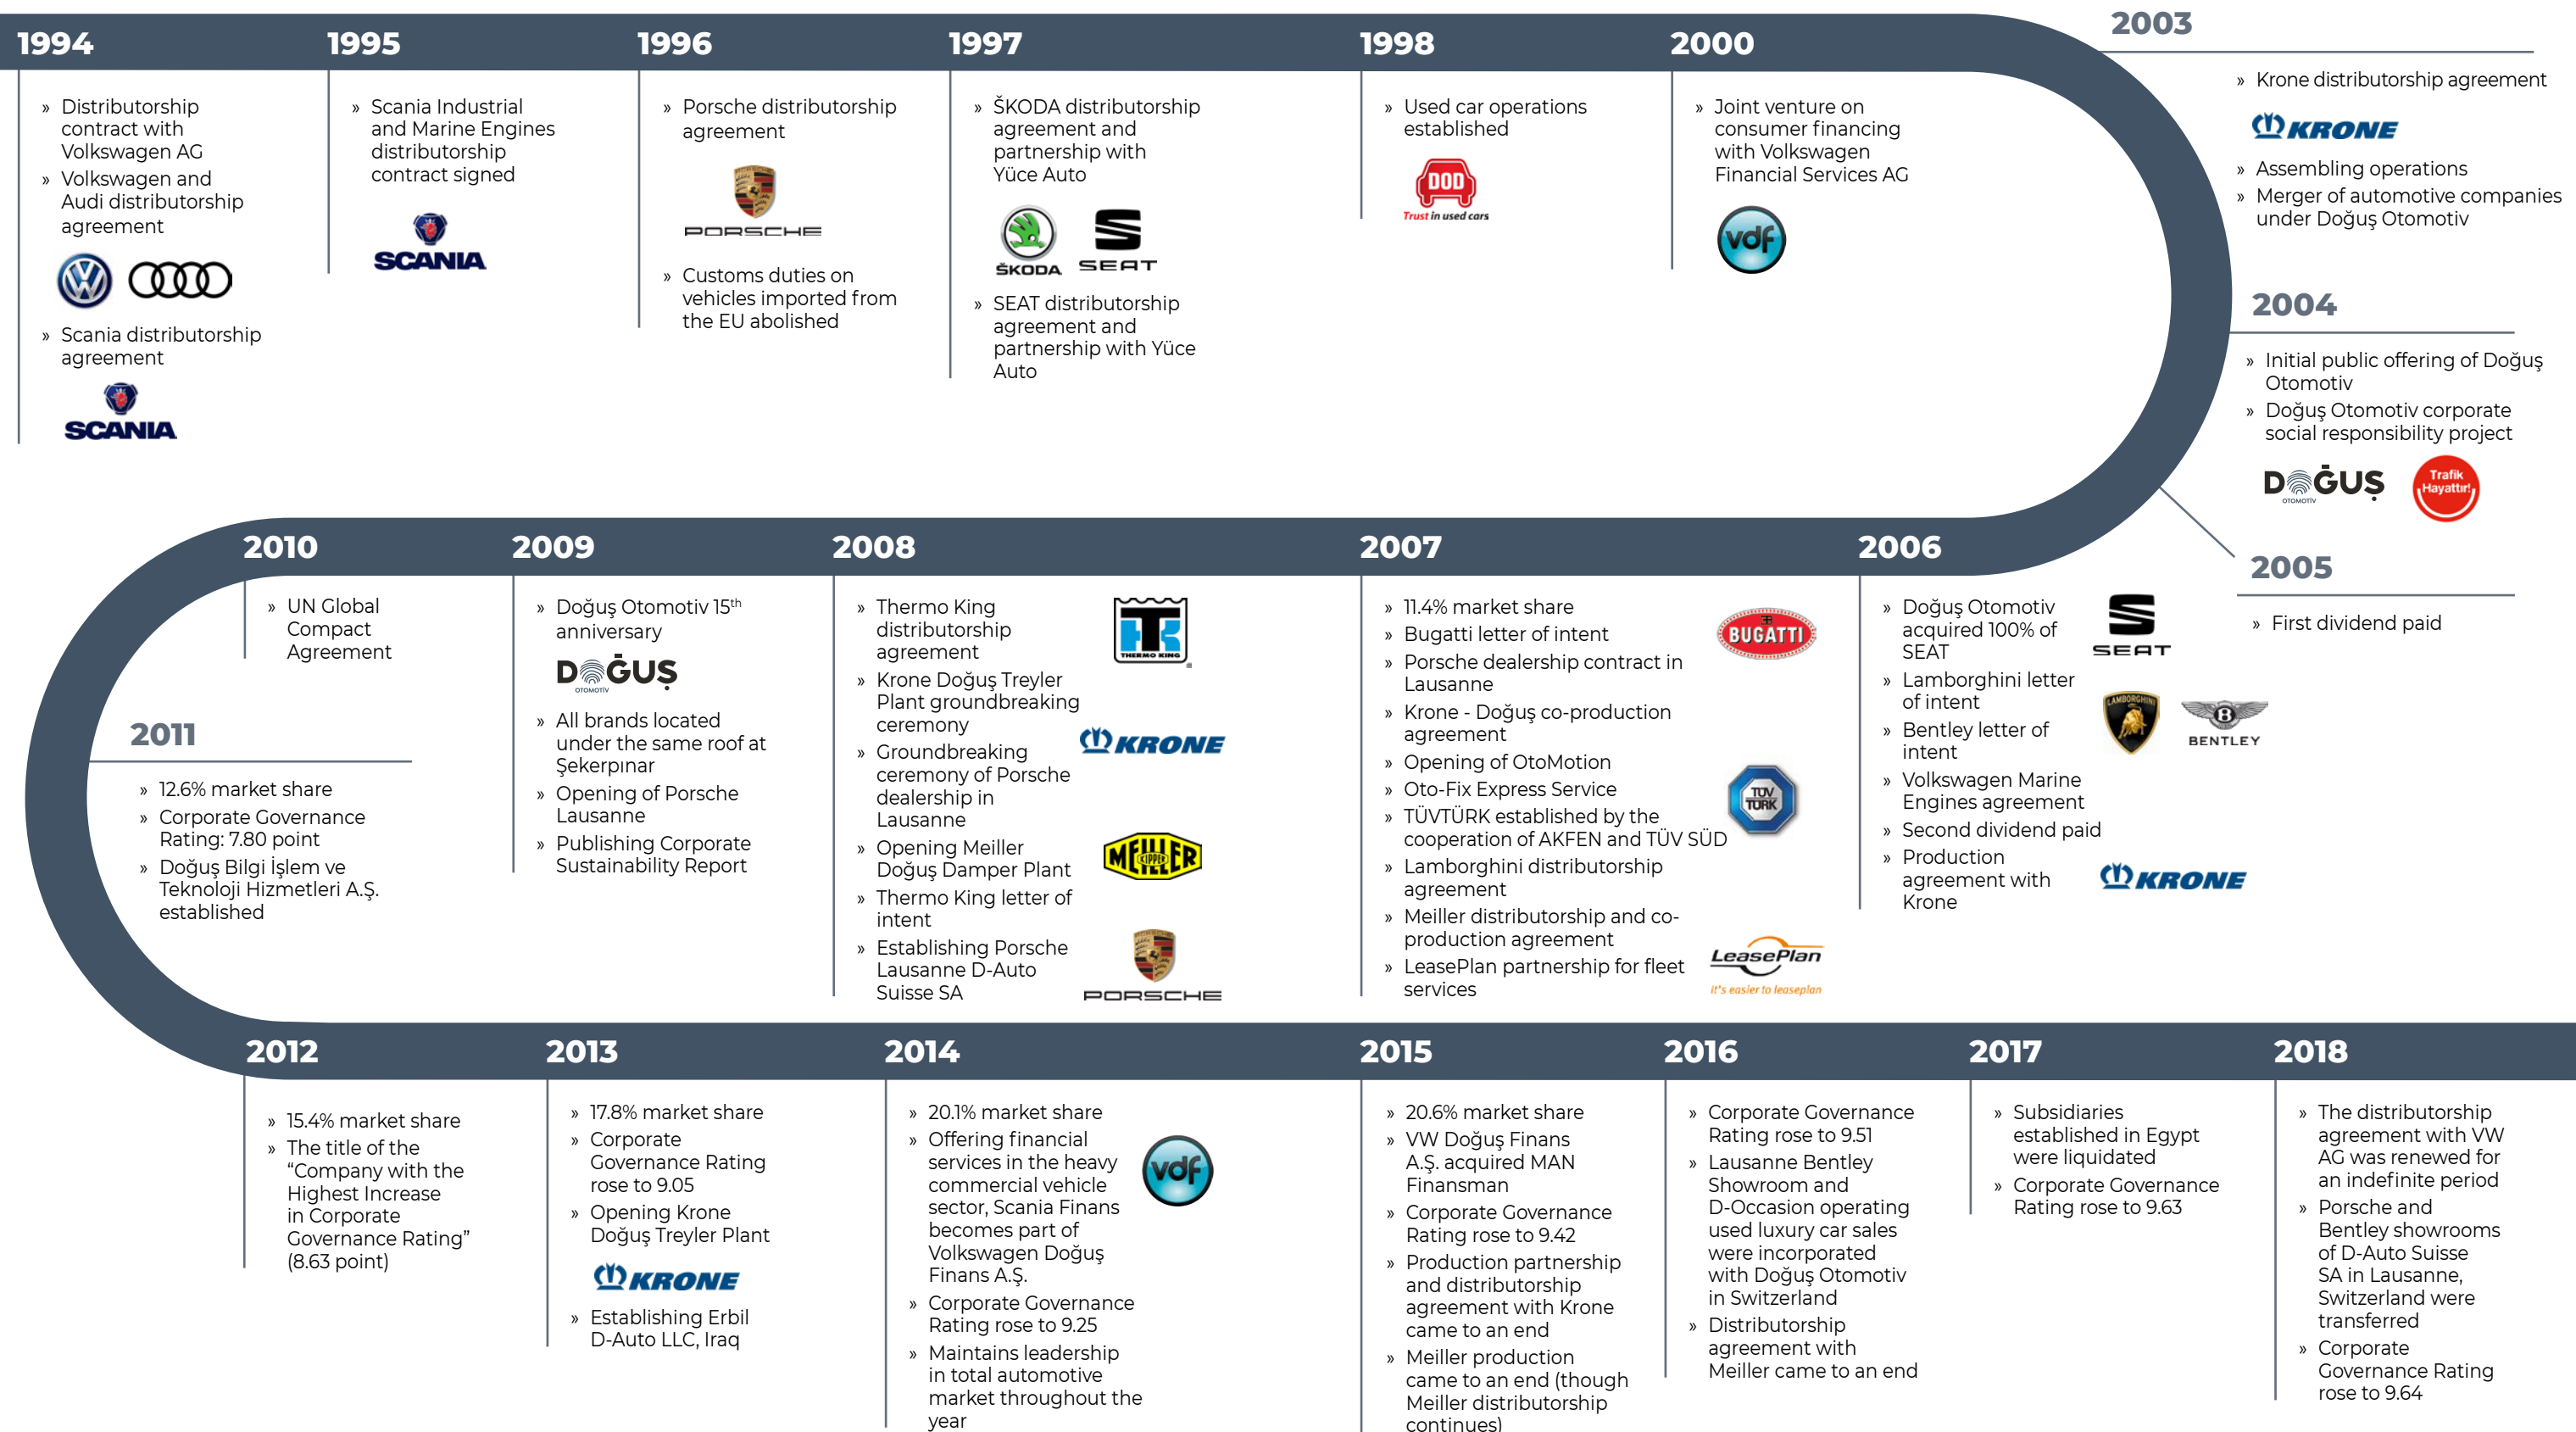 1994
» Distributorship
contract with
Volkswagen AG
» Volkswagen and
Audi distributorship
agreement
» Scania distributorship
agreement
SCANIA
1995
» Scania Industrial
and Marine Engines
distributorship
contract signed
SCANIA
1996
» Porsche distributorship
agreement
PORSCHE
» Customs duties on
vehicles imported from
the EU abolished
1997
» ŠKODA distributorship
agreement and
partnership with
Yüce Auto
ŠKODA SEAT
» SEAT distributorship
agreement and
partnership with Yüce
Auto
1998
» Used car operations
established
DOD
Trust in used cars
2000
» Joint venture on
consumer financing
with Volkswagen
Financial Services AG
vdf
2003
» Krone distributorship agreement
KRONE
» Assembling operations
» Merger of automotive companies
under Doğuş Otomotiv
2004
» Initial public offering of Doğuş
Otomotiv
» Doğuş Otomotiv corporate
social responsibility project
DOĞUŞ
OTOMOTİV
Trafik
Hayattır!
2005
» First dividend paid
2006
» Doğuş Otomotiv
acquired 100% of
SEAT
SEAT
» Lamborghini letter
of intent
LAMBORGHINI
» Bentley letter of
intent
B
BENTLEY
» Volkswagen Marine
Engines agreement
» Second dividend paid
» Production
agreement with
Krone
KRONE
2007
» 11.4% market share
» Bugatti letter of intent
BUGATTI
» Porsche dealership contract in
Lausanne
» Krone - Doğuş co-production
agreement
» Opening of OtoMotion
» Oto-Fix Express Service
» TÜVTÜRK established by the
cooperation of AKFEN and TÜV SÜD
TÜV
TÜRK
» Lamborghini distributorship
agreement
» Meiller distributorship and co-
production agreement
» LeasePlan partnership for fleet
services
LeasePlan
It's easier to leaseplan
2008
» Thermo King
distributorship
agreement
THERMO KING
» Krone Doğuş Treyler
Plant groundbreaking
ceremony
KRONE
» Groundbreaking
ceremony of Porsche
dealership in
Lausanne
» Opening Meiller
Doğuş Damper Plant
MEILLER
KIPPER
» Thermo King letter of
intent
» Establishing Porsche
Lausanne D-Auto
Suisse SA
PORSCHE
2009
» Doğuş Otomotiv 15th
anniversary
DOĞUŞ
OTOMOTİV
» All brands located
under the same roof at
Şekerpınar
» Opening of Porsche
Lausanne
» Publishing Corporate
Sustainability Report
2010
» UN Global
Compact
Agreement
2011
» 12.6% market share
» Corporate Governance
Rating: 7.80 point
» Doğuş Bilgi İşlem ve
Teknoloji Hizmetleri A.Ş.
established
2012
» 15.4% market share
» The title of the
“Company with the
Highest Increase
in Corporate
Governance Rating”
(8.63 point)
2013
» 17.8% market share
» Corporate
Governance Rating
rose to 9.05
» Opening Krone
Doğuş Treyler Plant
KRONE
» Establishing Erbil
D-Auto LLC, Iraq
2014
» 20.1% market share
» Offering financial
services in the heavy
commercial vehicle
sector, Scania Finans
becomes part of
Volkswagen Doğuş
Finans A.Ş.
vdf
» Corporate Governance
Rating rose to 9.25
» Maintains leadership
in total automotive
market throughout the
year
2015
» 20.6% market share
» VW Doğuş Finans
A.Ş. acquired MAN
Finansman
» Corporate Governance
Rating rose to 9.42
» Production partnership
and distributorship
agreement with Krone
came to an end
» Meiller production
came to an end (though
Meiller distributorship
continues)
2016
» Corporate Governance
Rating rose to 9.51
» Lausanne Bentley
Showroom and
D-Occasion operating
used luxury car sales
were incorporated
with Doğuş Otomotiv
in Switzerland
» Distributorship
agreement with
Meiller came to an end
2017
» Subsidiaries
established in Egypt
were liquidated
» Corporate Governance
Rating rose to 9.63
2018
» The distributorship
agreement with VW
AG was renewed for
an indefinite period
» Porsche and
Bentley showrooms
of D-Auto Suisse
SA in Lausanne,
Switzerland were
transferred
» Corporate
Governance Rating
rose to 9.64